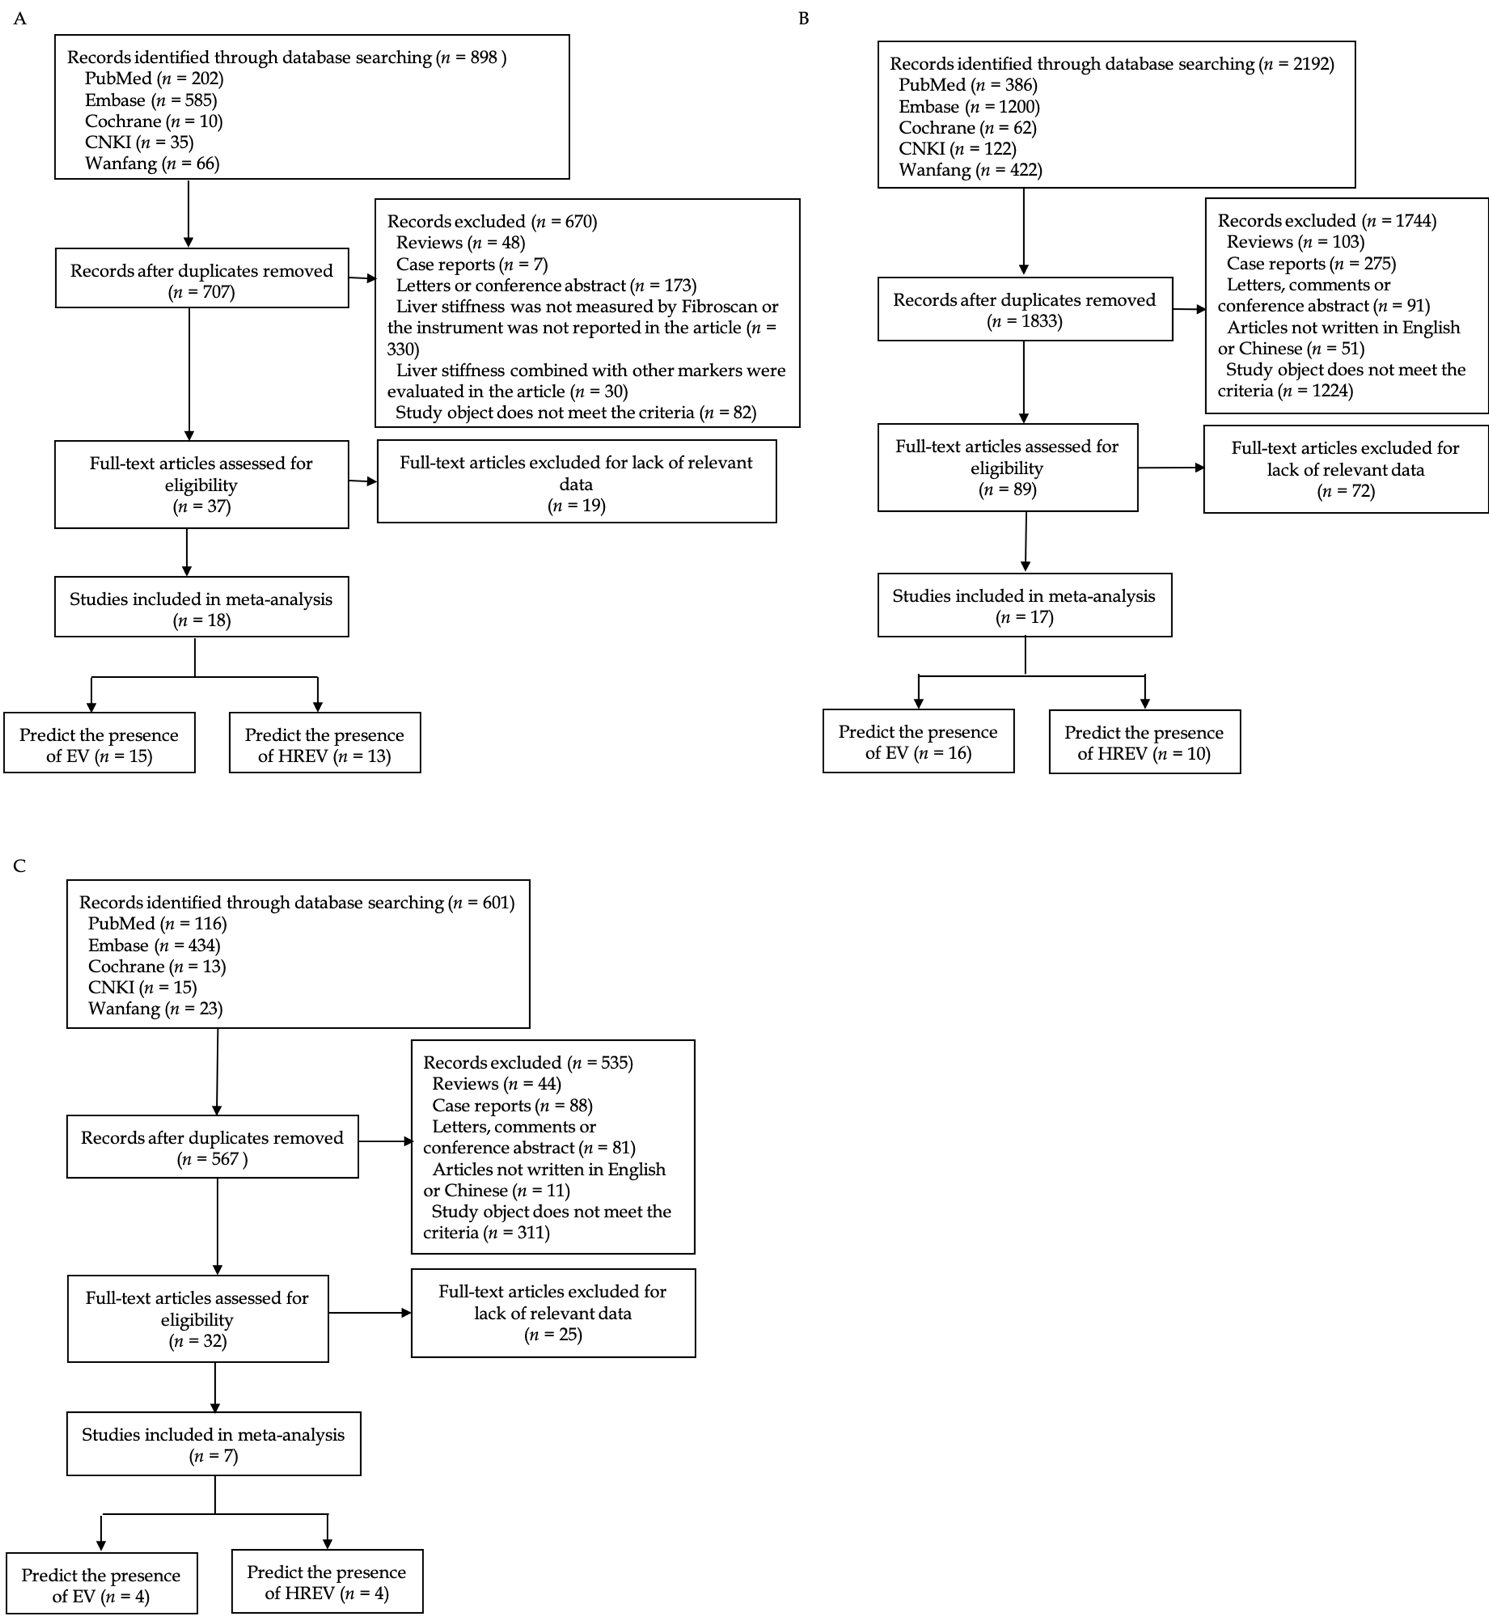 A
Records identified through database searching (n = 898 )
PubMed (n = 202)
Embase (n = 585)
Cochrane (n = 10)
CNKI (n = 35)
Wanfang (n = 66)
Records after duplicates removed
(n = 707)
Records excluded (n = 670)
Reviews (n = 48)
Case reports (n = 7)
Letters or conference abstract (n = 173)
Liver stiffness was not measured by Fibroscan or
the instrument was not reported in the article (n =
330)
Liver stiffness combined with other markers were
evaluated in the article (n = 30)
Study object does not meet the criteria (n = 82)
Full-text articles assessed for
eligibility
(n = 37)
Full-text articles excluded for lack of relevant
data
(n = 19)
Studies included in meta-analysis
(n = 18)
Predict the presence
of EV (n = 15)
Predict the presence
of HREV (n = 13)
B
Records identified through database searching (n = 2192)
PubMed (n = 386)
Embase (n = 1200)
Cochrane (n = 62)
CNKI (n = 122)
Wanfang (n = 422)
Records after duplicates removed
(n = 1833)
Records excluded (n = 1744)
Reviews (n = 103)
Case reports (n = 275)
Letters, comments or
conference abstract (n = 91)
Articles not written in English
or Chinese (n = 51)
Study object does not meet the
criteria (n = 1224)
Full-text articles assessed for
eligibility
(n = 89)
Full-text articles excluded for
lack of relevant data
(n = 72)
Studies included in meta-analysis
(n = 17)
Predict the presence
of EV (n = 16)
Predict the presence
of HREV (n = 10)
C
Records identified through database searching (n = 601)
PubMed (n = 116)
Embase (n = 434)
Cochrane (n = 13)
CNKI (n = 15)
Wanfang (n = 23)
Records after duplicates removed
(n = 567 )
Records excluded (n = 535)
Reviews (n = 44)
Case reports (n = 88)
Letters, comments or
conference abstract (n = 81)
Articles not written in English
or Chinese (n = 11)
Study object does not meet the
criteria (n = 311)
Full-text articles assessed for
eligibility
(n = 32)
Full-text articles excluded for
lack of relevant data
(n = 25)
Studies included in meta-analysis
(n = 7)
Predict the presence
of EV (n = 4)
Predict the presence
of HREV (n = 4)